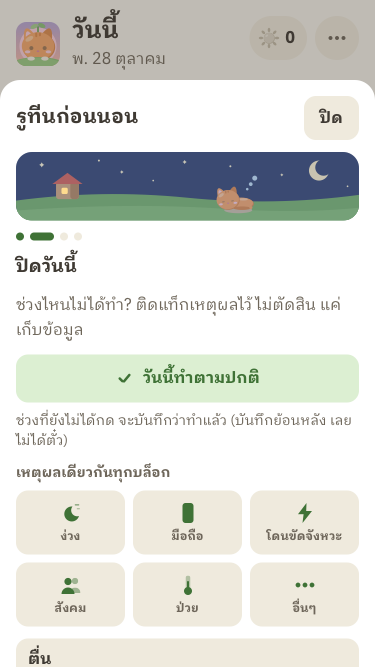 วันนี้
พ. 28 ตุลาคม
0
รูทีนก่อนนอน
ปิด
ปิดวันนี้
ช่วงไหนไม่ได้ทำ? ติดแท็กเหตุผลไว้ ไม่ตัดสิน แค่
เก็บข้อมูล
วันนี้ทำตามปกติ
ช่วงที่ยังไม่ได้กด จะบันทึกว่าทำแล้ว (บันทึกย้อนหลัง เลย
ไม่ได้ตั๋ว)
เหตุผลเดียวกันทุกบล็อก
ง่วง
มือถือ
โดนขัดจังหวะ
สังคม
ป่วย
อื่นๆ
ตื่น